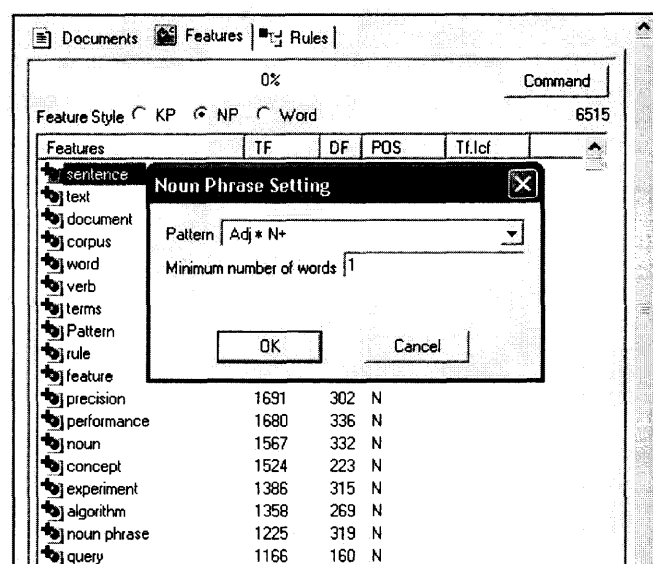 Documents Features Rules
0% Command
Feature Style KP NP Word 6515
Features TF DF POS Tf.Icf
sentence
text
document
corpus
word
verb
terms
Pattern
rule
feature
Noun Phrase Setting
Pattern Adj* N+
Minimum number of words 1
OK Cancel
precision 1691 302 N
performance 1680 336 N
noun 1567 332 N
concept 1524 223 N
experiment 1386 315 N
algorithm 1358 269 N
noun phrase 1225 319 N
query 1166 160 N